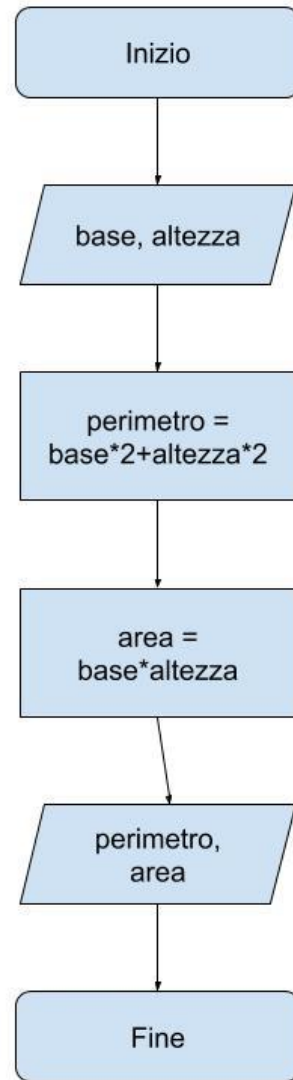 Inizio
base, altezza
perimetro =
base*2+altezza*2
area =
base*altezza
perimetro,
area
Fine